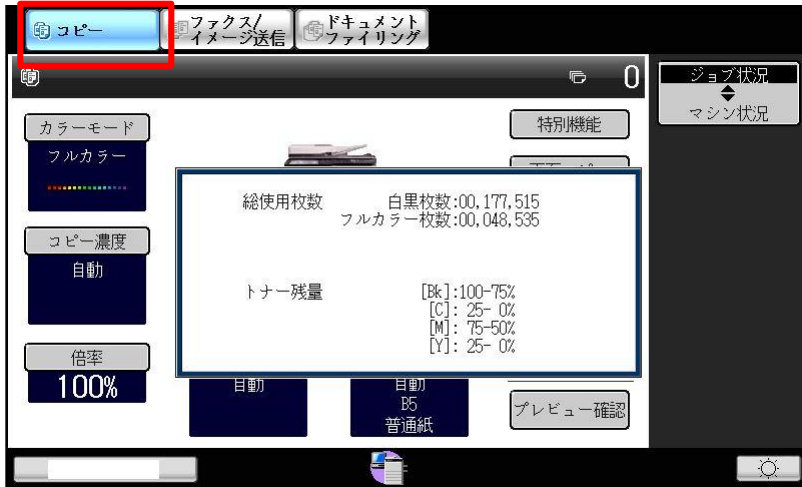 コピー
ファクス/
イメージ送信
ドキュメント
ファイリング
0
ジョブ状況
マシン状況
カラーモード
フルカラー
特別機能
総使用枚数 白黒枚数:00,177,515
フルカラー枚数:00,048,535
コピー濃度
自動
トナー残量 [Bk]:100-75%
[C]: 25- 0%
[M]: 75-50%
[Y]: 25- 0%
倍率
100%
自動
自動
B5
普通紙
プレビュー確認